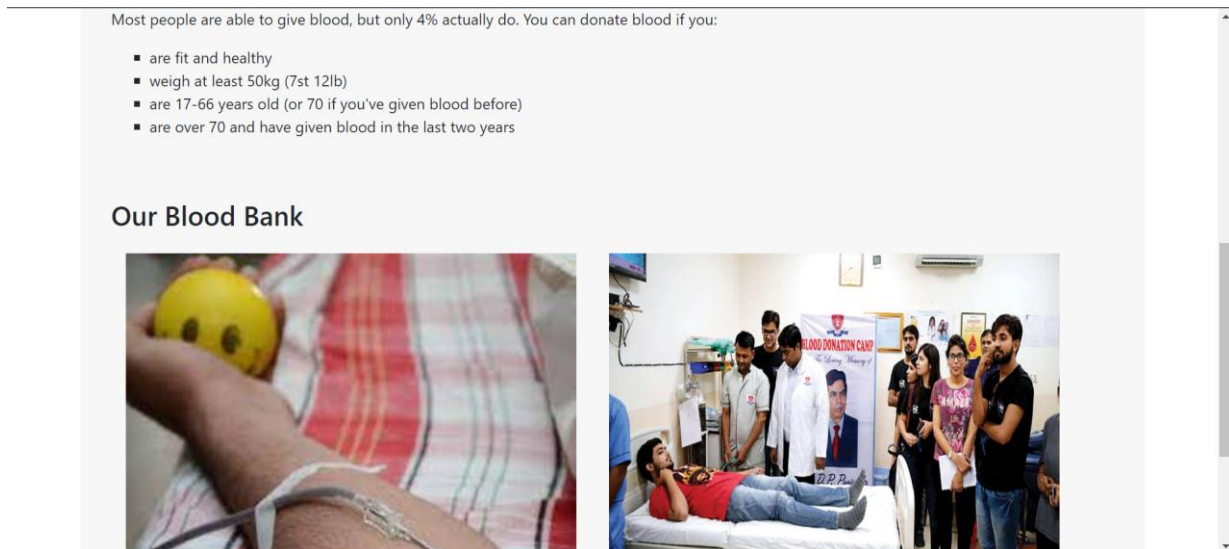 Most people are able to give blood, but only 4% actually do. You can donate blood if you:
▪ are fit and healthy
▪ weigh at least 50kg (7st 12lb)
▪ are 17-66 years old (or 70 if you've given blood before)
▪ are over 70 and have given blood in the last two years
Our Blood Bank
BLOOD DONATION CAMP
Memory of
D.P.